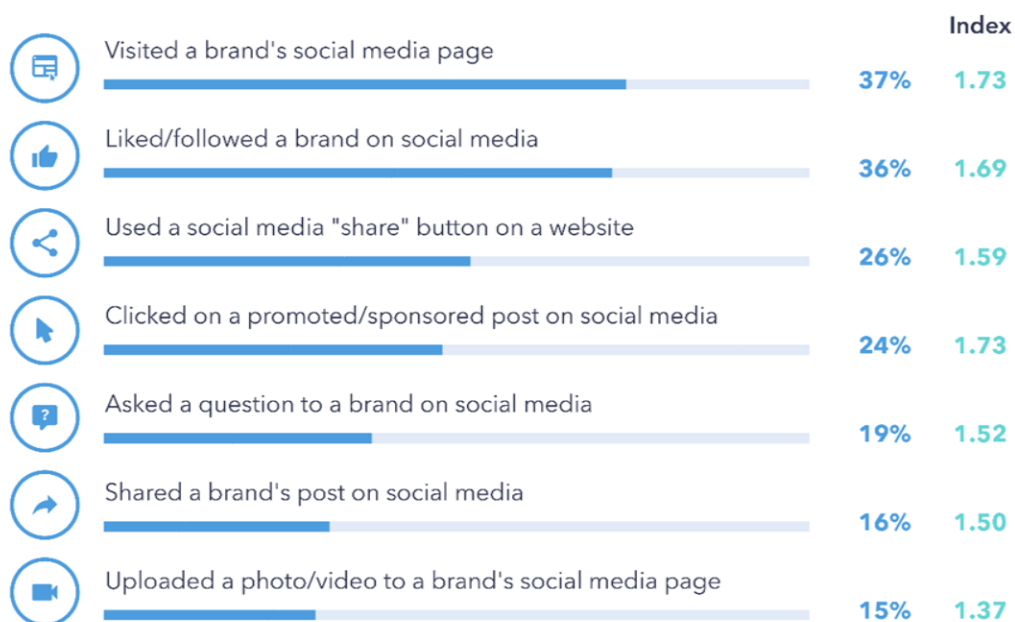 Index
Visited a brand's social media page
37% 1.73
Liked/followed a brand on social media
36% 1.69
Used a social media "share" button on a website
26% 1.59
Clicked on a promoted/sponsored post on social media
24% 1.73
Asked a question to a brand on social media
?
19% 1.52
Shared a brand's post on social media
16% 1.50
Uploaded a photo/video to a brand's social media page
15% 1.37